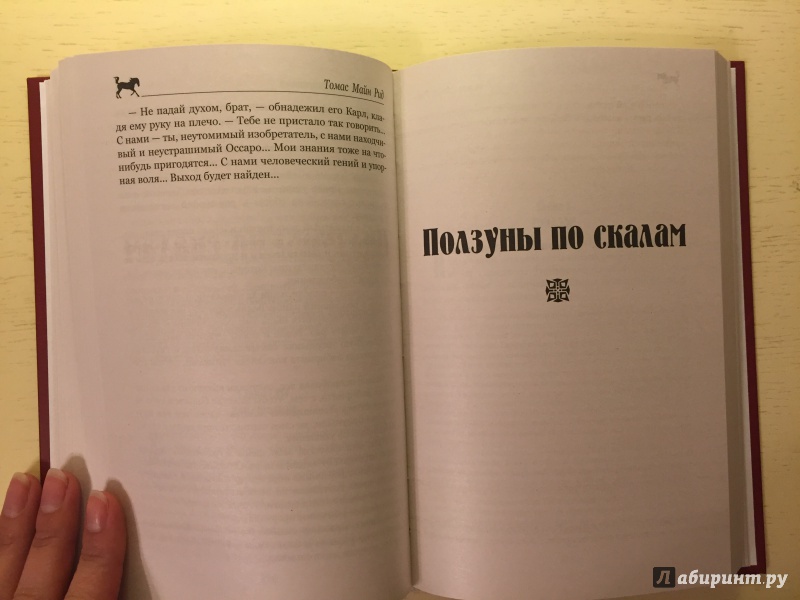 Томас Майн Рид
— Не падай духом, брат, — обнадежил его Карл, кла-
дя ему руку на плечо. — Тебе не пристало так говорить...
С нами — ты, неутомимый изобретатель, с нами находчи-
вый и неустрашимый Оссаро... Мои знания тоже на что-
нибудь пригодятся... С нами человеческий гений и упор-
ная воля... Выход будет найден...
Ползуны по скалам
Лабиринт.ру